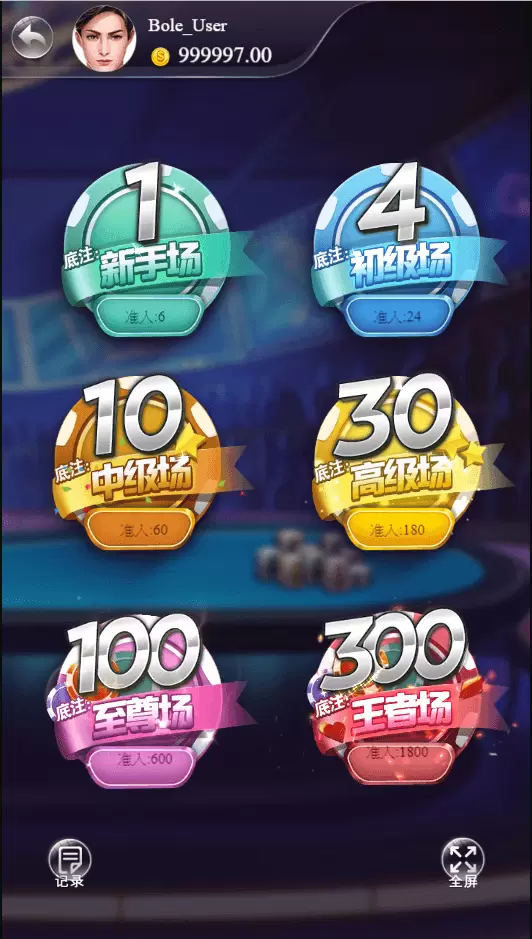 Bole_User
999997.00
1
底注:
新手场
准入:6
4
底注:
初级场
准入:24
10
底注:
中级场
准入:60
30
底注:
高级场
准入:180
100
底注:
至尊场
准入:600
300
底注:
王者场
准入:1800
记录
全屏